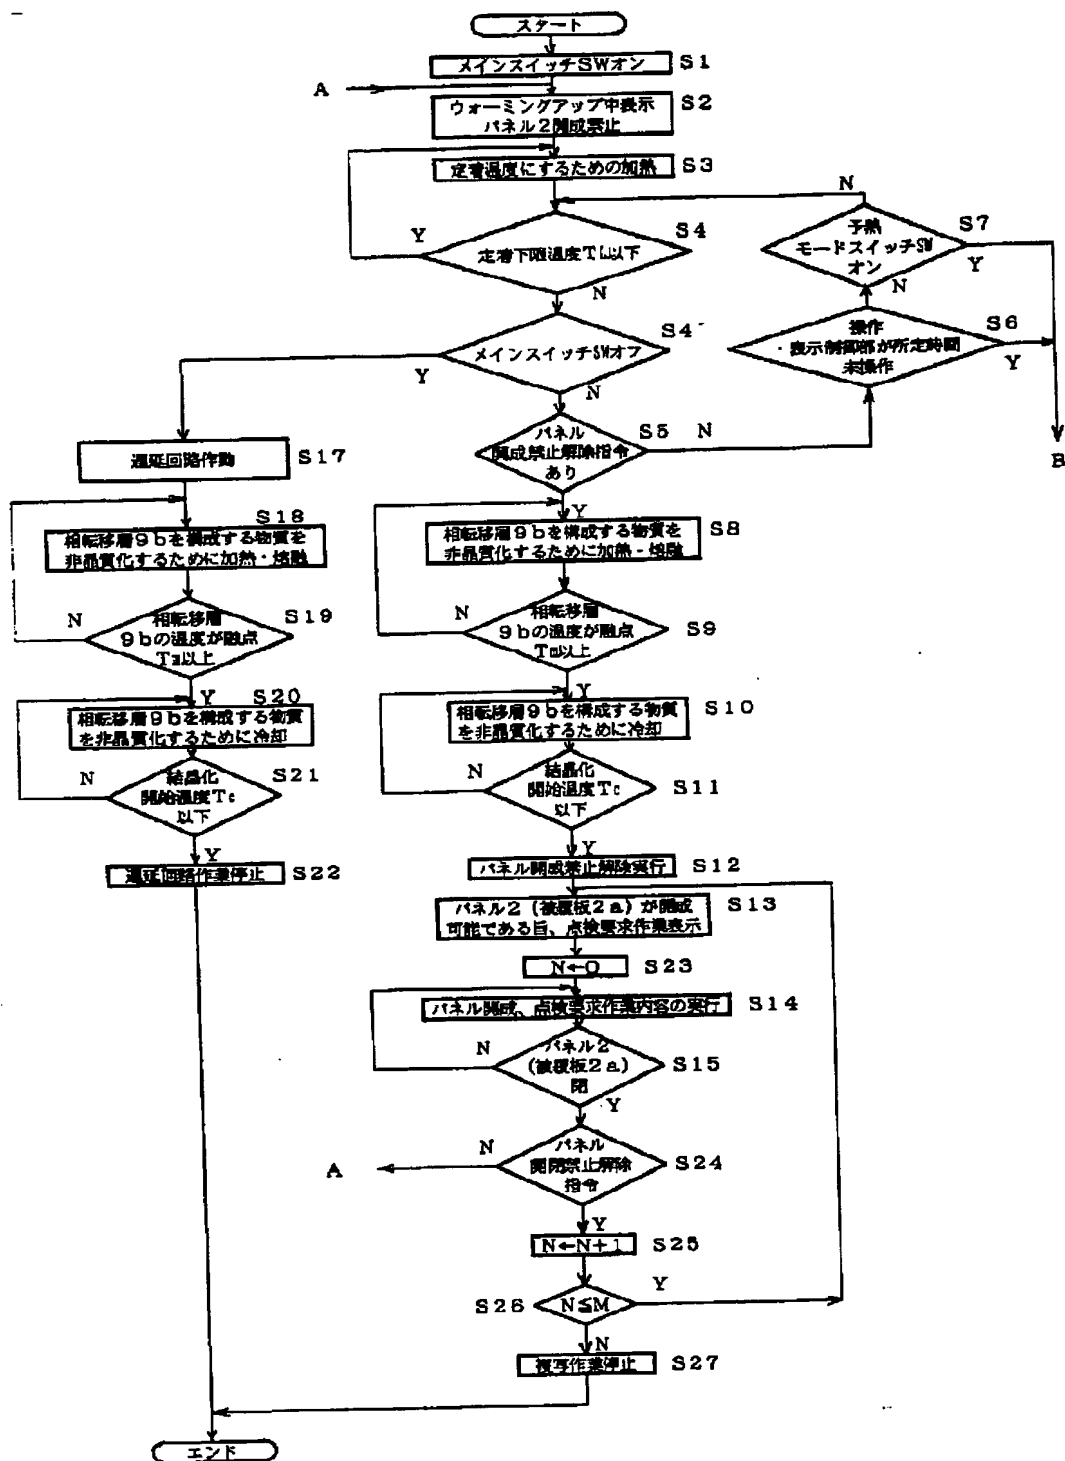 スタート
メインスイッチSWオン S1
A
ウォーミングアップ中表示 S2
パネル2開成禁止
定着温度にするための加熱 S3
N
予熱 S7
モードスイッチSW
オン
Y
Y
定着下限温度TL以下 S4
N
N
操作 S6
表示制御部が所定時間
未操作
Y
メインスイッチSWオフ S4'
Y
N
パネル S5 N
開成禁止解除指令
あり
B
遅延回路作動 S17
Y
S18
相転移層9bを構成する物質を
非晶質化するために加熱・熔融
相転移層9bを構成する物質を S8
非晶質化するために加熱・熔融
N
相転移層 S19
9bの温度が融点
Tm以上
N
相転移層
9bの温度が融点 S9
Tm以上
Y S20
相転移層9bを構成する物質
を非晶質化するために冷却
Y
相転移層9bを構成する物質 S10
を非晶質化するために冷却
N
結晶化 S21
開始温度Tc
以下
N
結晶化
開始温度Tc S11
以下
Y
遅延回路作業停止 S22
Y
パネル開成禁止解除実行 S12
パネル2(被覆板2a)が開成 S13
可能である旨、点検要求作業表示
N←0 S23
パネル開成、点検要求作業内容の実行 S14
N
パネル2
(被覆板2a) S15
閉
Y
A
N
パネル
開閉禁止解除 S24
指令
Y
N←N+1 S25
S26 N≦M Y
N
複写作業停止 S27
エンド